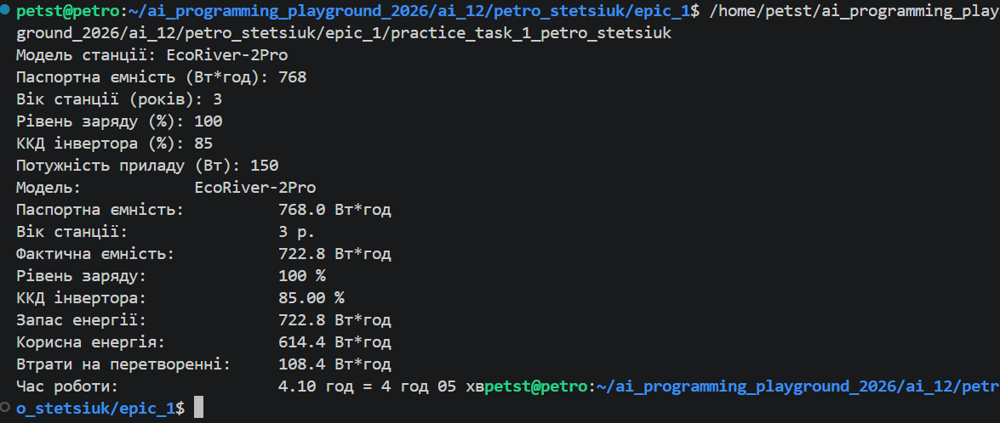 petst@petro:~/ai_programming_playground_2026/ai_12/petro_stetsiuk/epic_1$ /home/petst/ai_programming_play
ground_2026/ai_12/petro_stetsiuk/epic_1/practice_task_1_petro_stetsiuk
Модель станції: EcoRiver-2Pro
Паспортна ємність (Вт*год): 768
Вік станції (років): 3
Рівень заряду (%): 100
ККД інвертора (%): 85
Потужність приладу (Вт): 150
Модель: EcoRiver-2Pro
Паспортна ємність: 768.0 Вт*год
Вік станції: 3 р.
Фактична ємність: 722.8 Вт*год
Рівень заряду: 100 %
ККД інвертора: 85.00 %
Запас енергії: 722.8 Вт*год
Корисна енергія: 614.4 Вт*год
Втрати на перетворенні: 108.4 Вт*год
Час роботи: 4.10 год = 4 год 05 хвpetst@petro:~/ai_programming_playground_2026/ai_12/petr
o_stetsiuk/epic_1$